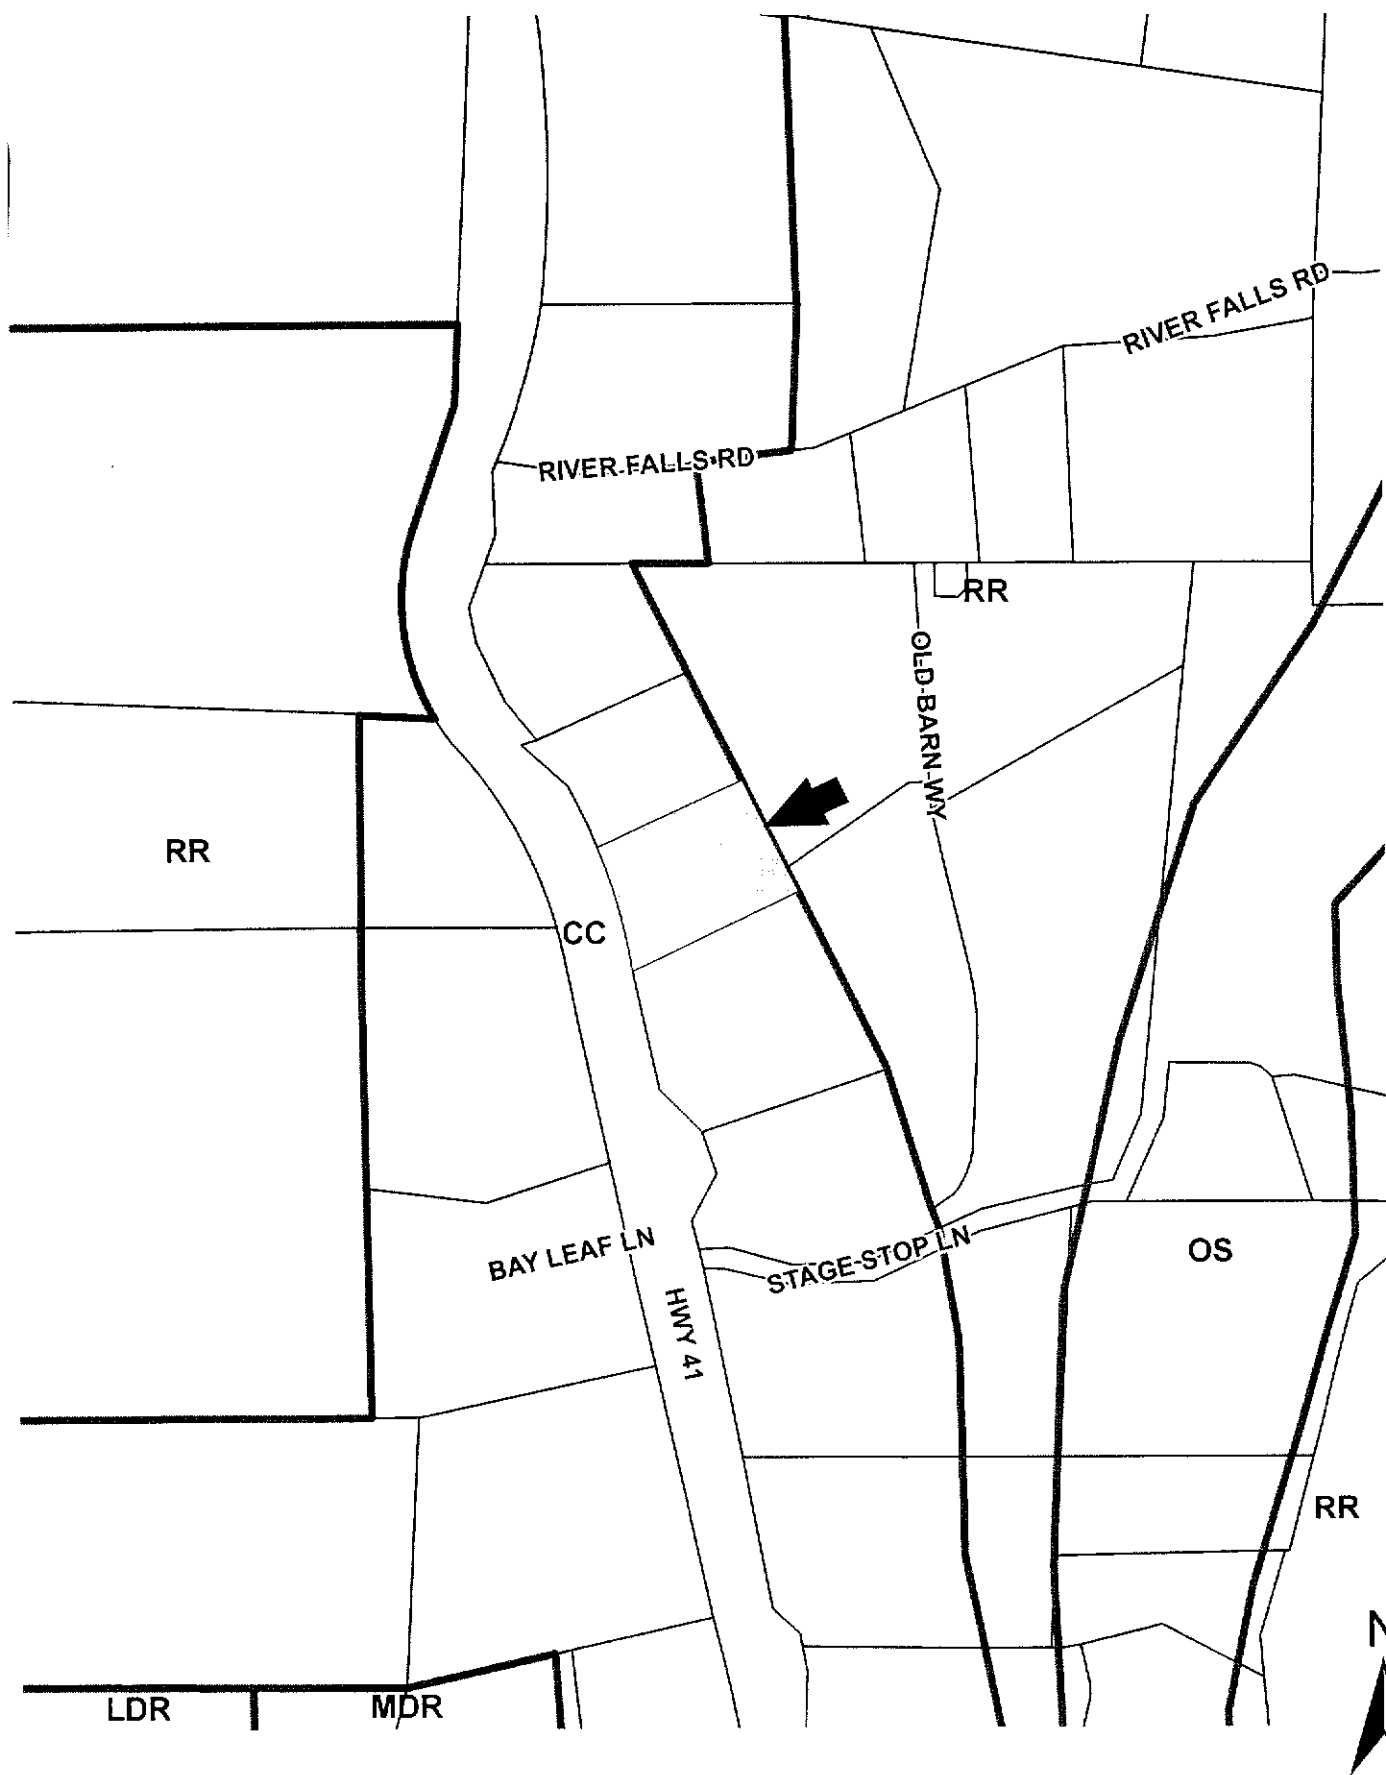 RIVER FALLS RD
RIVER FALLS RD
RR
OLD BARN WY
RR
CC
BAY LEAF LN
STAGE STOP LN
OS
HWY 41
RR
N
LDR
MDR